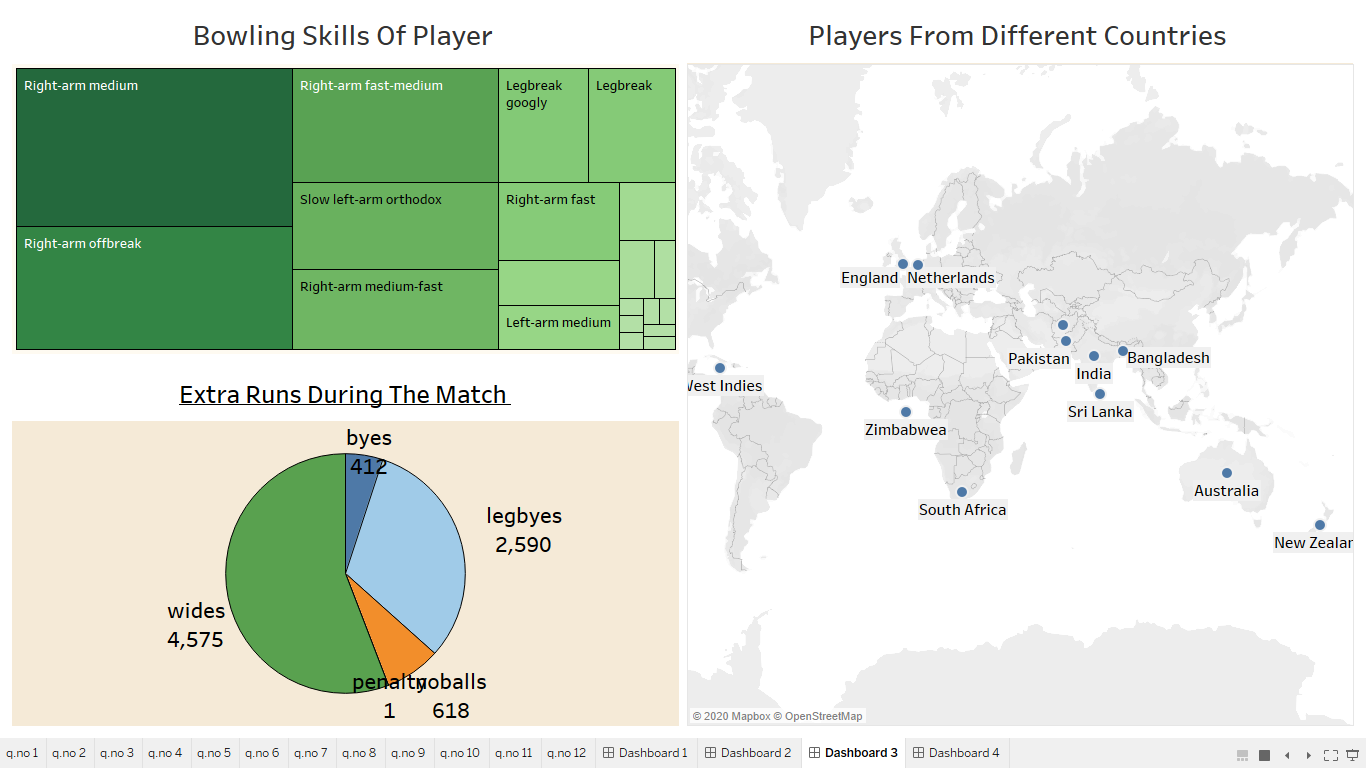 Bowling Skills Of Player
Right-arm medium
Right-arm offbreak
Right-arm fast-medium
Slow left-arm orthodox
Right-arm medium-fast
Legbreak
googly
Legbreak
Right-arm fast
Left-arm medium
Extra Runs During The Match
byes
412
legbyes
2,590
wides
4,575
penalty
1
noballs
618
Players From Different Countries
England
Netherlands
Pakistan
India
Bangladesh
Sri Lanka
West Indies
Zimbabwea
South Africa
Australia
New Zealan
© 2020 Mapbox © OpenStreetMap
q.no 1
q.no 2
q.no 3
q.no 4
q.no 5
q.no 6
q.no 7
q.no 8
q.no 9
q.no 10
q.no 11
q.no 12
Dashboard 1
Dashboard 2
Dashboard 3
Dashboard 4